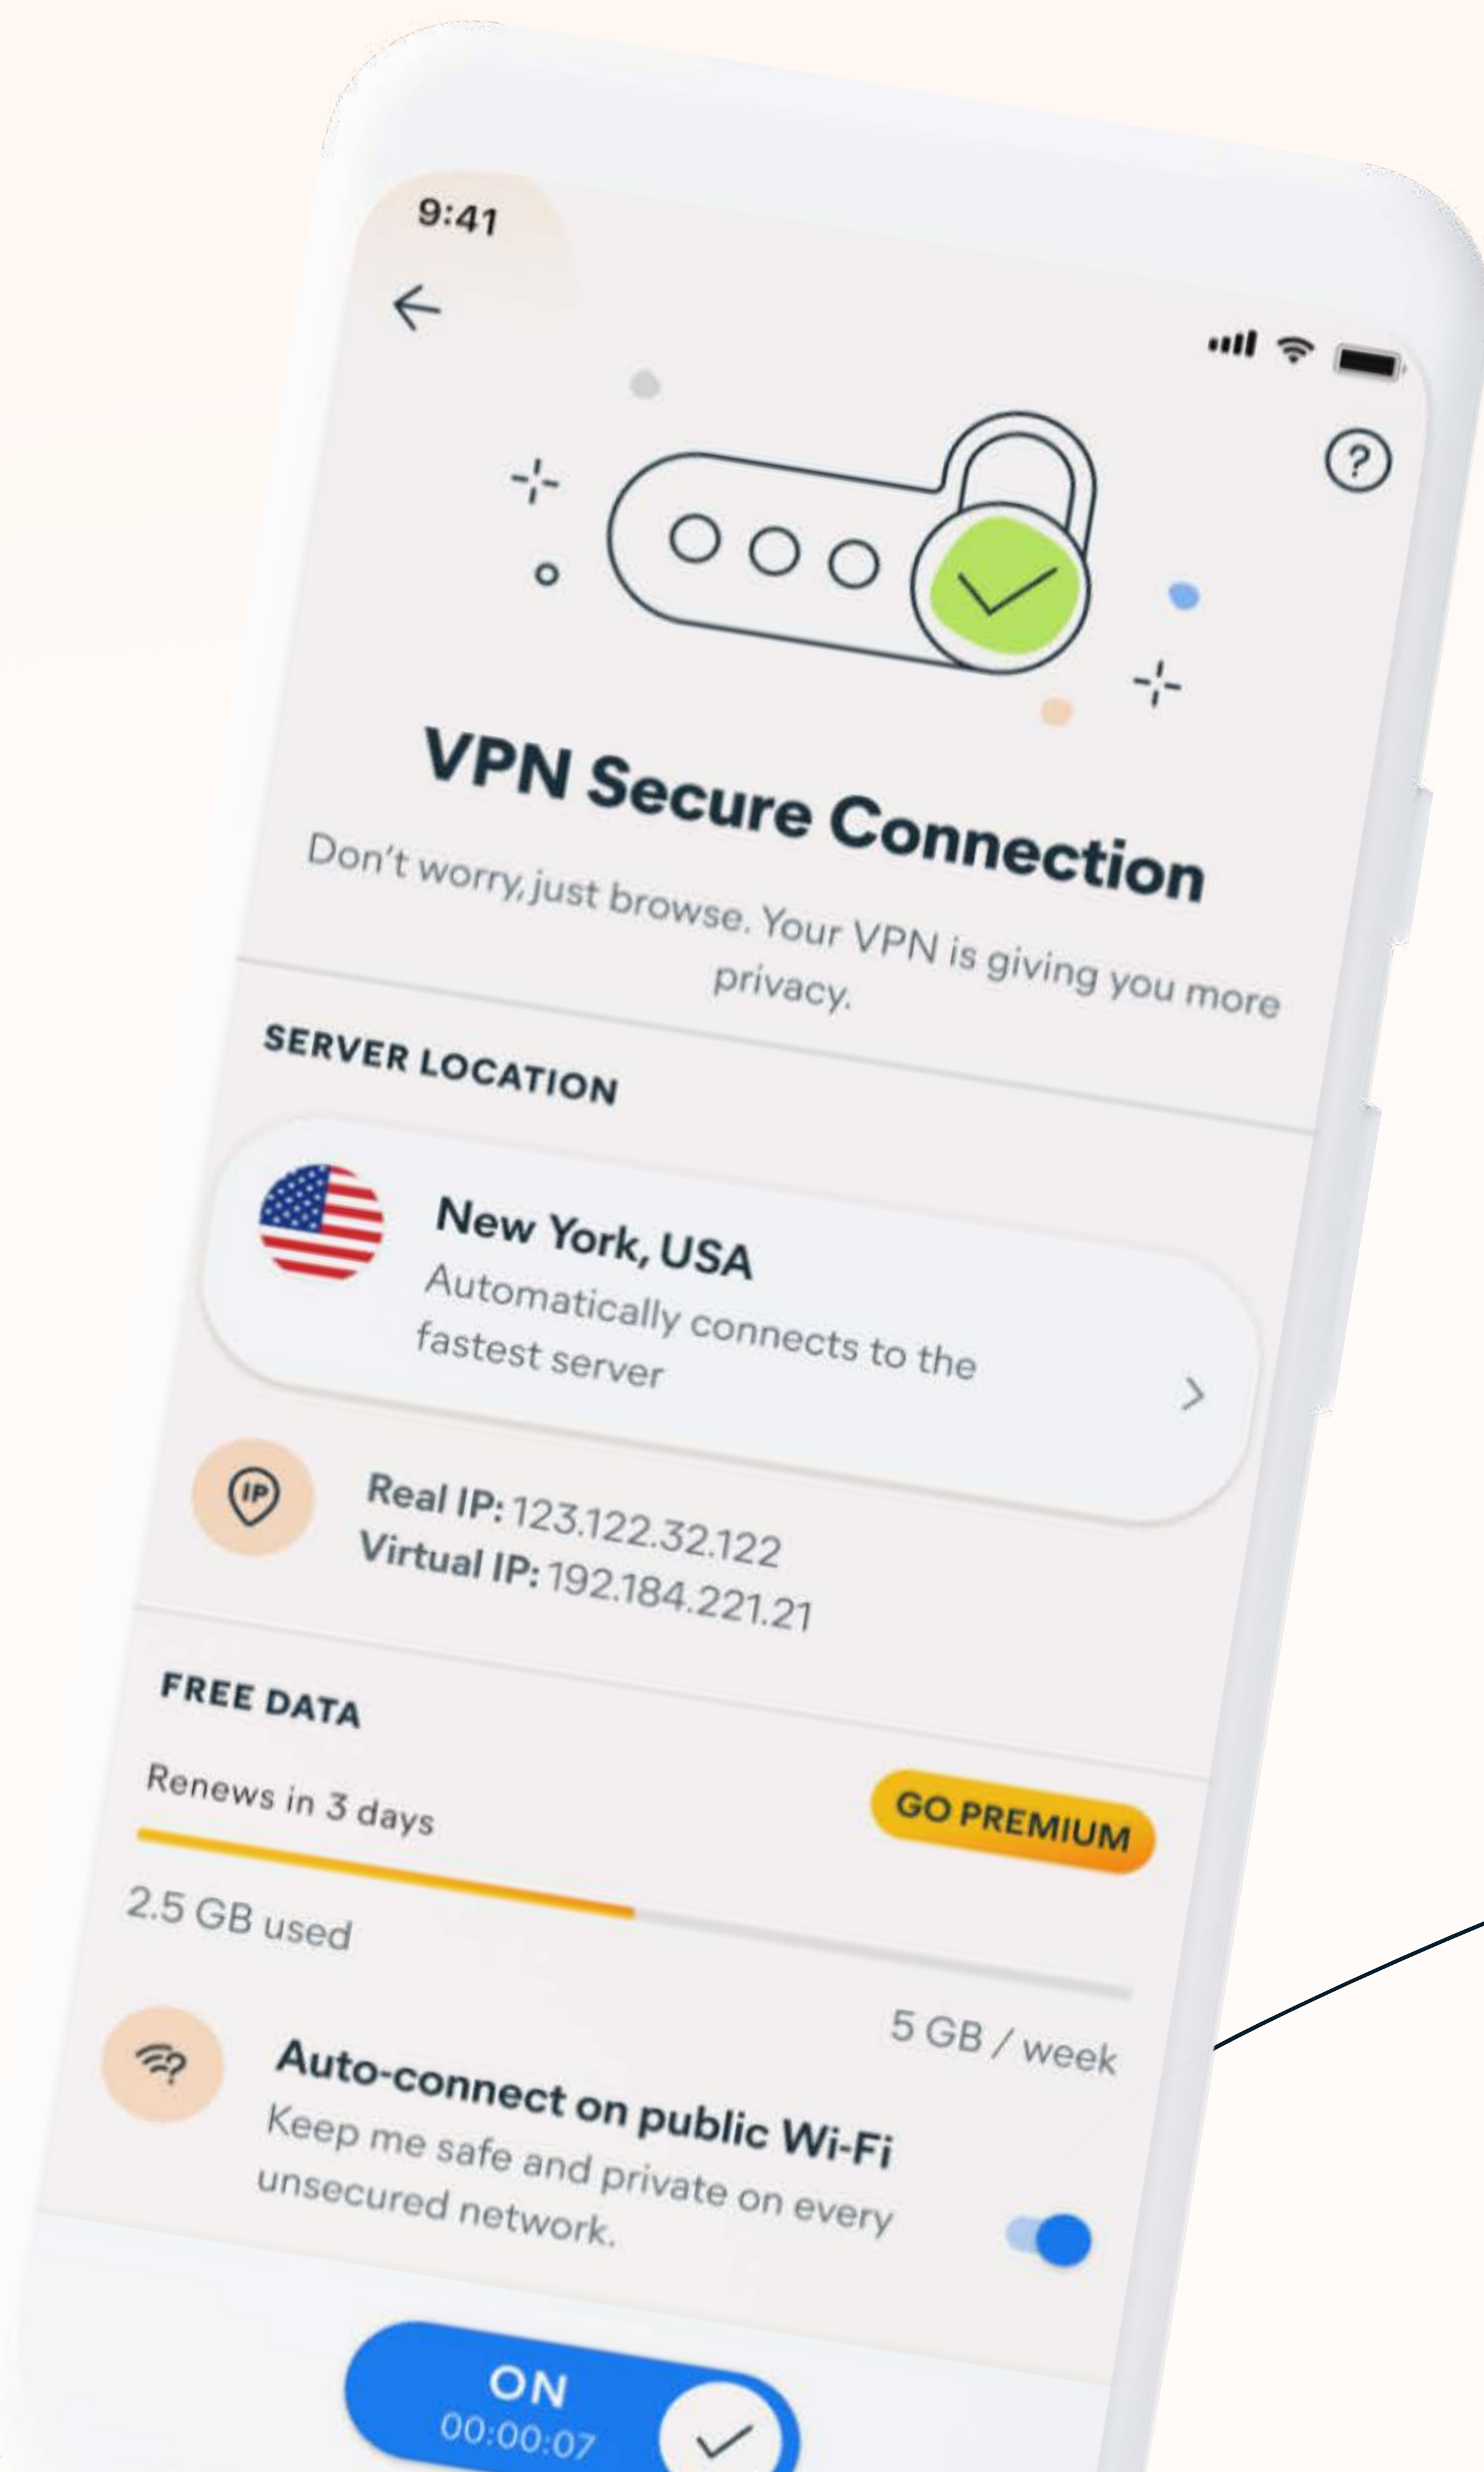 9:41
?
VPN Secure Connection
Don't worry, just browse. Your VPN is giving you more
privacy.
SERVER LOCATION
New York, USA
Automatically connects to the
fastest server
IP
Real IP: 123.122.32.122
Virtual IP: 192.184.221.21
FREE DATA
GO PREMIUM
Renews in 3 days
2.5 GB used
5 GB / week
?
Auto-connect on public Wi-Fi
Keep me safe and private on every
unsecured network.
ON
00:00:07